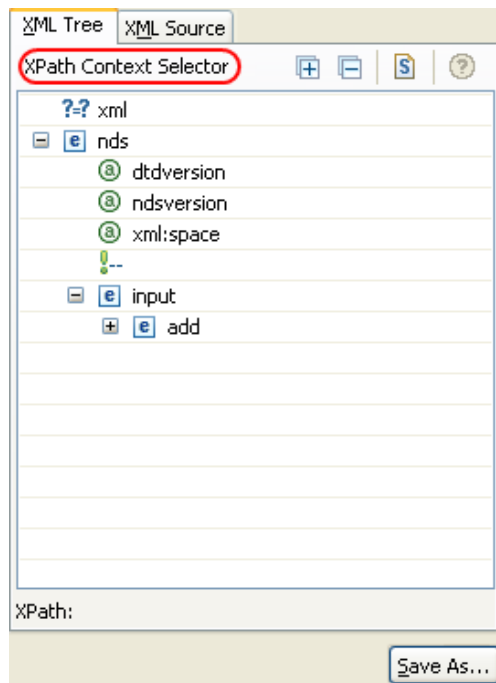 XML Tree XML Source
XPath Context Selector S ?
?=? xml
e nds
a dtdversion
a ndsversion
a xml:space
!--
e input
e add
XPath:
Save As...